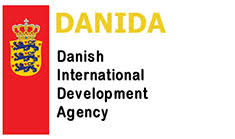 DANIDA
Danish
International
Development
Agency